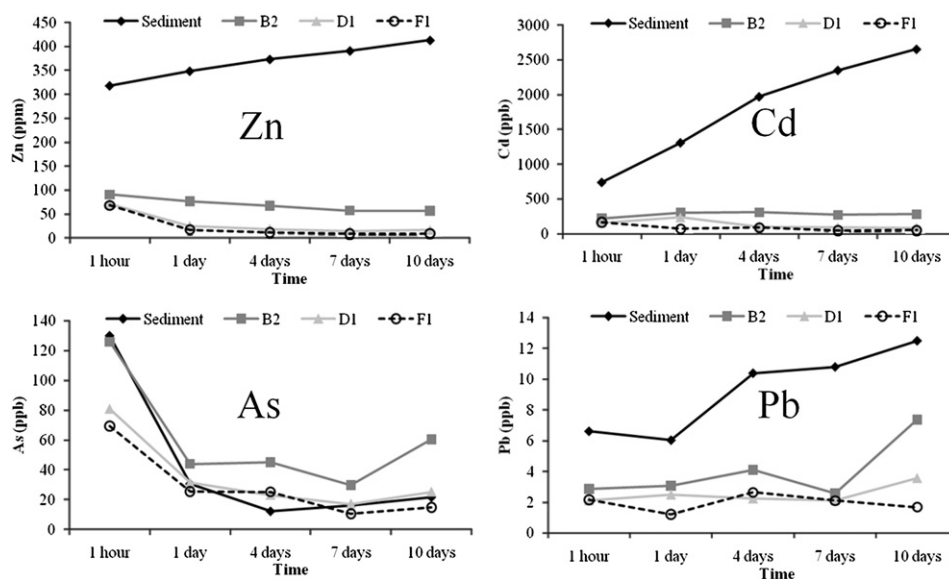 Sediment B2 D1 F1
450
400
350
300
250
200
150
100
50
0
Zn (ppm)
Zn
1 hour 1 day 4 days 7 days 10 days
Time
Sediment B2 D1 F1
3000
2500
2000
1500
1000
500
0
Cd (ppb)
Cd
1 hour 1 day 4 days 7 days 10 days
Time
Sediment B2 D1 F1
140
120
100
80
60
40
20
0
As (ppb)
As
1 hour 1 day 4 days 7 days 10 days
Time
Sediment B2 D1 F1
14
12
10
8
6
4
2
0
Pb (ppb)
Pb
1 hour 1 day 4 days 7 days 10 days
Time